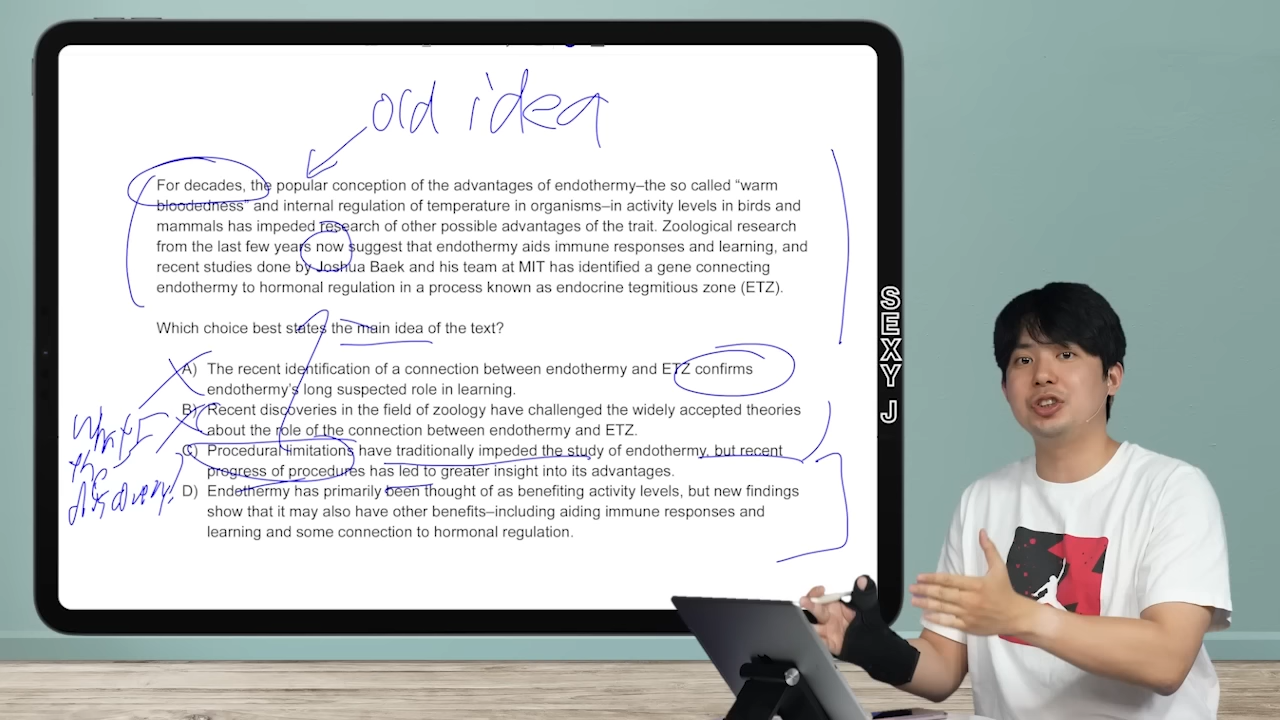 old idea
For decades, the popular conception of the advantages of endothermy–the so called “warm
bloodedness” and internal regulation of temperature in organisms–in activity levels in birds and
mammals has impeded research of other possible advantages of the trait. Zoological research
from the last few years now suggest that endothermy aids immune responses and learning, and
recent studies done by Joshua Baek and his team at MIT has identified a gene connecting
endothermy to hormonal regulation in a process known as endocrine tegmitious zone (ETZ).
Which choice best states the main idea of the text?
A) The recent identification of a connection between endothermy and ETZ confirms
endothermy’s long suspected role in learning.
B) Recent discoveries in the field of zoology have challenged the widely accepted theories
about the role of the connection between endothermy and ETZ.
C) Procedural limitations have traditionally impeded the study of endothermy, but recent
progress of procedures has led to greater insight into its advantages.
D) Endothermy has primarily been thought of as benefiting activity levels, but new findings
show that it may also have other benefits–including aiding immune responses and
learning and some connection to hormonal regulation.
discovery
SEXY J